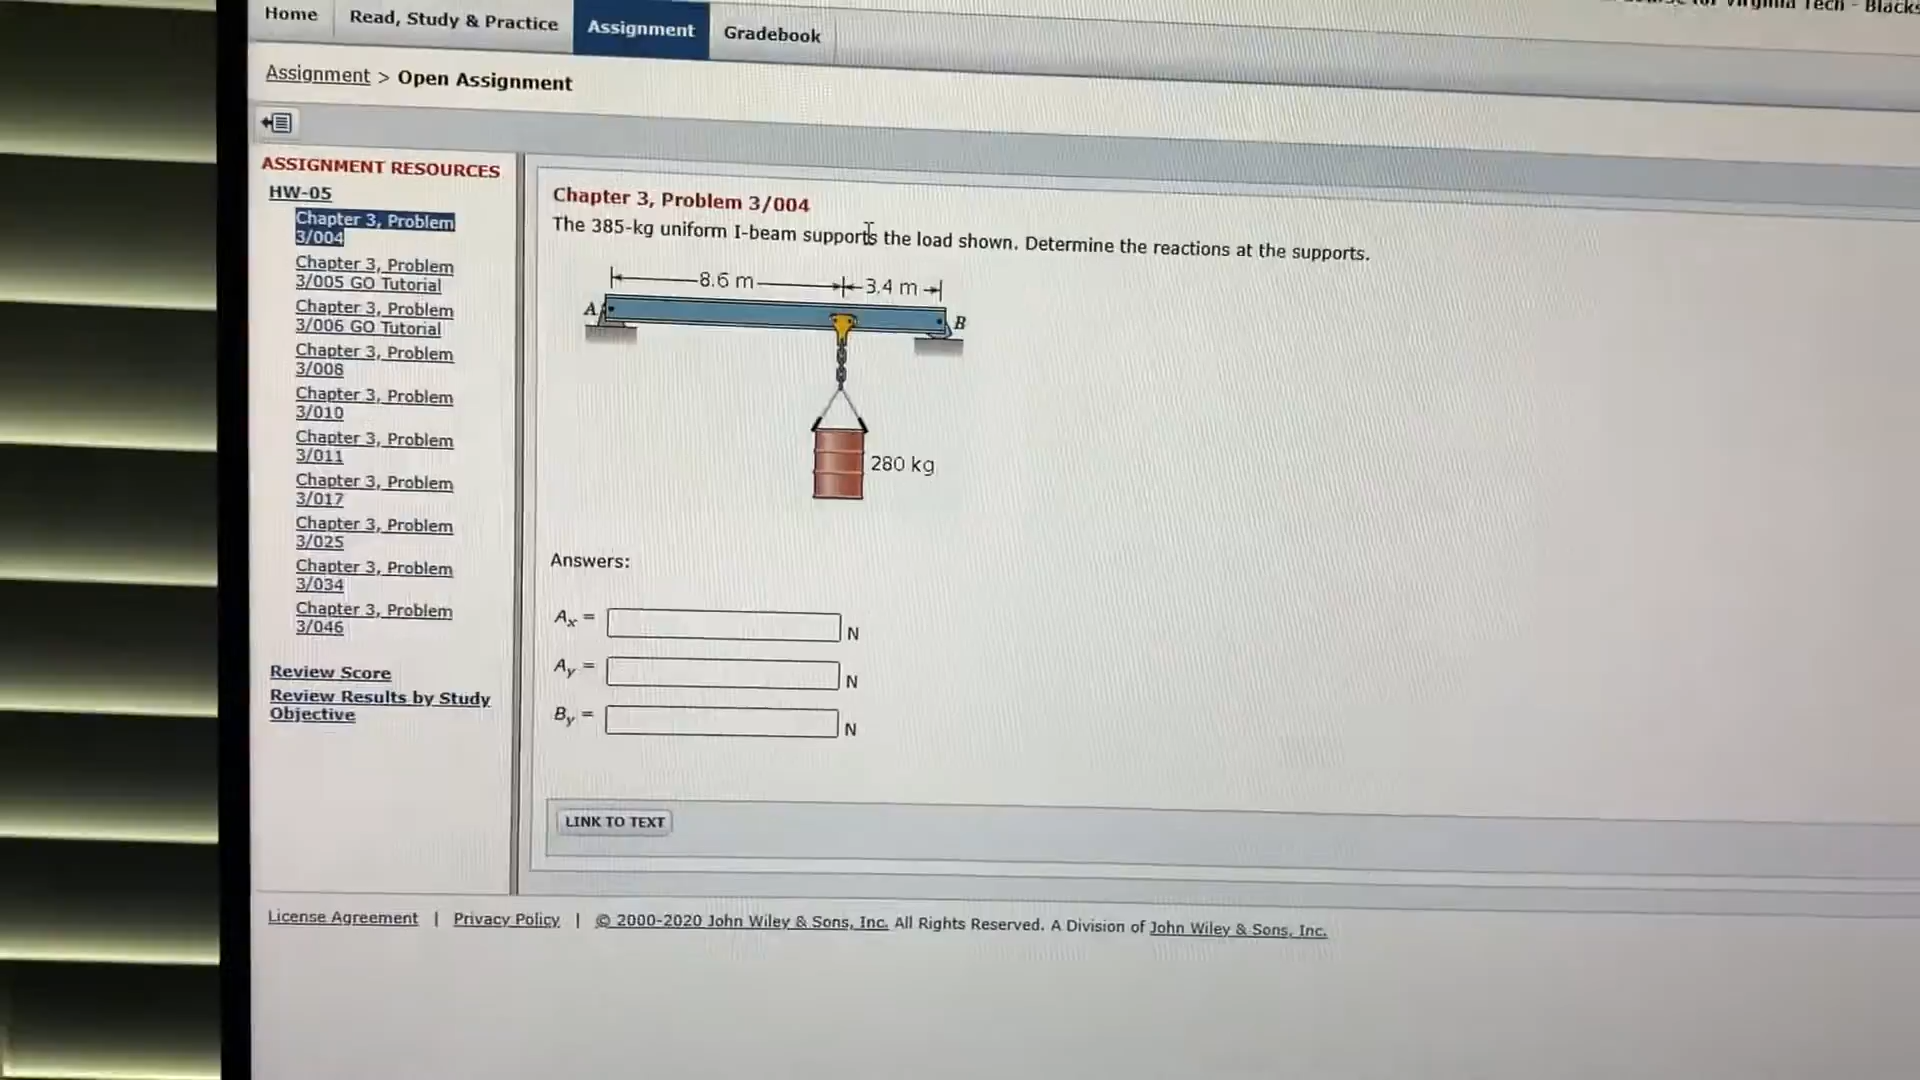 Home
Read, Study & Practice
Assignment
Gradebook
Virginia Tech - Blacks
Assignment > Open Assignment
ASSIGNMENT RESOURCES
HW-05
Chapter 3, Problem
3/004
Chapter 3, Problem
3/005 GO Tutorial
Chapter 3, Problem
3/006 GO Tutorial
Chapter 3, Problem
3/008
Chapter 3, Problem
3/010
Chapter 3, Problem
3/011
Chapter 3, Problem
3/017
Chapter 3, Problem
3/025
Chapter 3, Problem
3/034
Chapter 3, Problem
3/046
Review Score
Review Results by Study
Objective
Chapter 3, Problem 3/004
The 385-kg uniform I-beam supports the load shown. Determine the reactions at the supports.
8.6 m
3.4 m
A
B
280 kg
Answers:
Ax = N
Ay = N
By = N
LINK TO TEXT
License Agreement | Privacy Policy | © 2000-2020 John Wiley & Sons, Inc. All Rights Reserved. A Division of John Wiley & Sons, Inc.